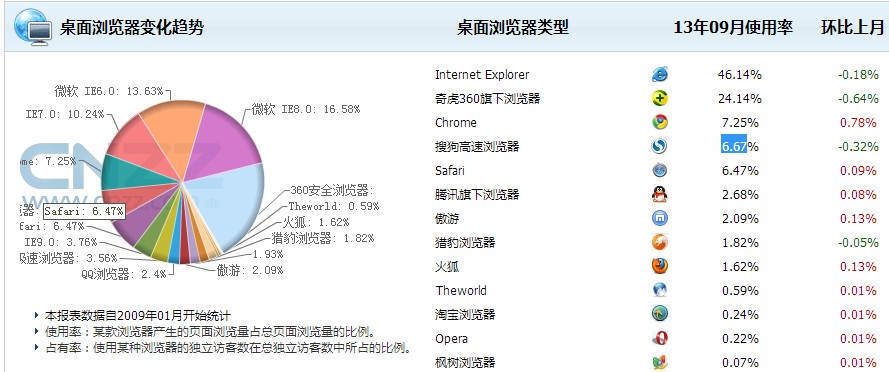 桌面浏览器变化趋势
桌面浏览器类型 13年09月使用率 环比上月
微软 IE6.0: 13.63%
微软 IE8.0: 16.58%
IE7.0: 10.24%
ome: 7.25%
CNZZ
Safari: 6.47%
fari: 6.47%
IE9.0: 3.76%
极速浏览器: 3.56%
QQ浏览器: 2.4%
360安全浏览器:
Theworld: 0.59%
火狐: 1.62%
猎豹浏览器: 1.82%
1.93%
傲游: 2.09%
本报表数据自2009年01月开始统计
使用率：某款浏览器产生的页面浏览量占总页面浏览量的比例。
占有率：使用某种浏览器的独立访客数在总独立访客数中所占的比例。
Internet Explorer 46.14% -0.18%
奇虎360旗下浏览器 24.14% -0.64%
Chrome 7.25% 0.78%
搜狗高速浏览器 6.67% -0.32%
Safari 6.47% 0.09%
腾讯旗下浏览器 2.68% 0.08%
傲游 2.09% 0.13%
猎豹浏览器 1.82% -0.05%
火狐 1.62% 0.13%
Theworld 0.59% 0.01%
淘宝浏览器 0.24% 0.01%
Opera 0.22% 0.01%
枫树浏览器 0.07% 0.01%